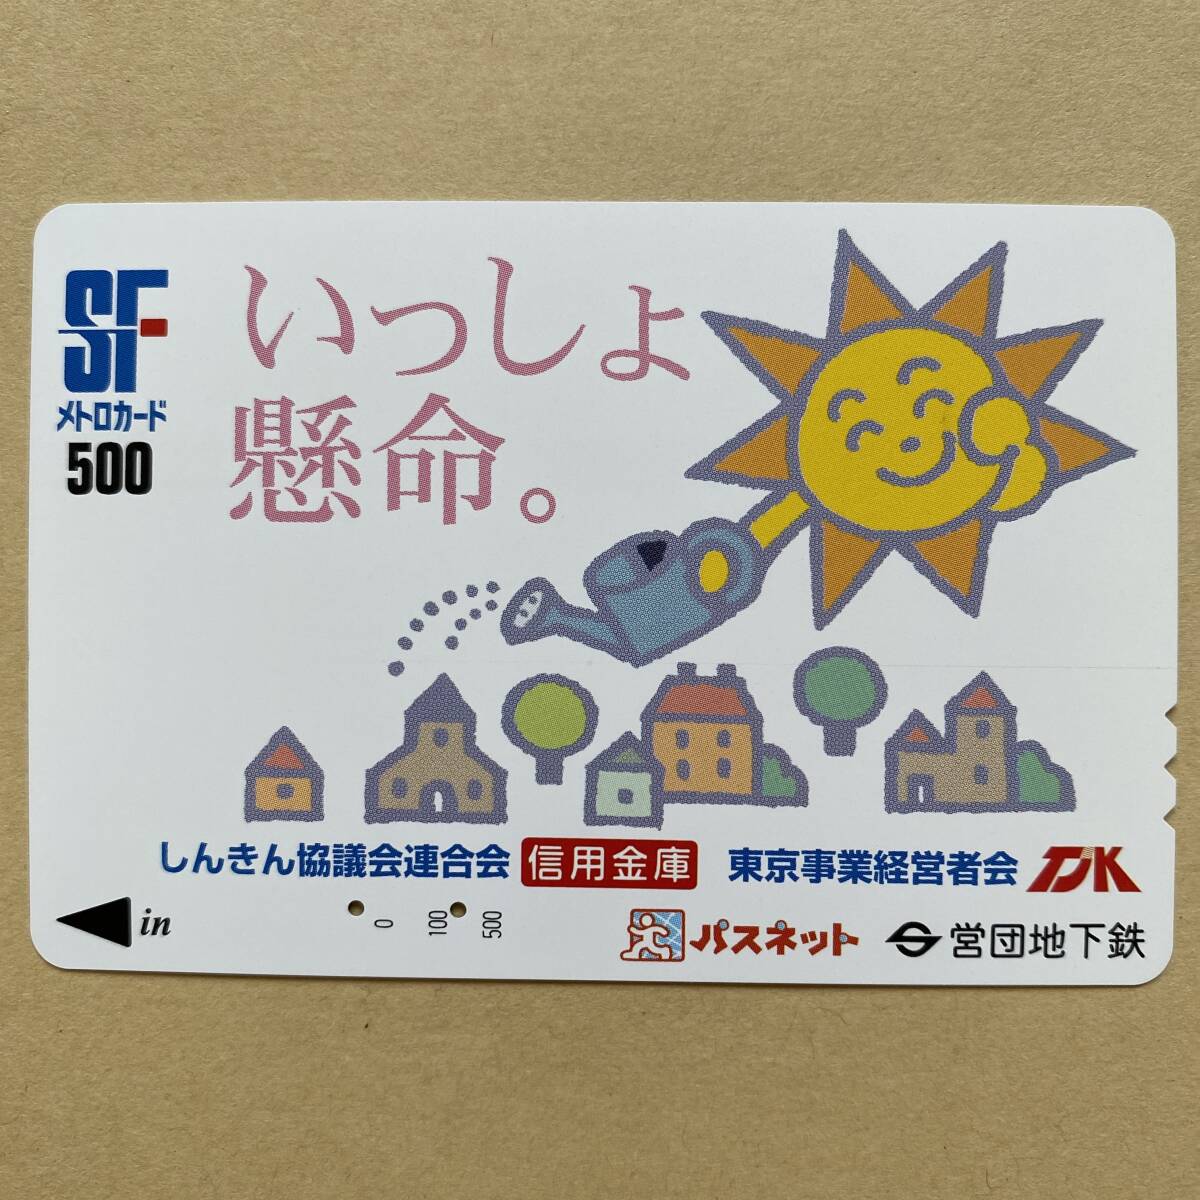 いっしょ
懸命。
SF
メトロカード
500
しんきん協議会連合会 信用金庫 東京事業経営者会 TJK
in
0 100 500
パスネット 営団地下鉄